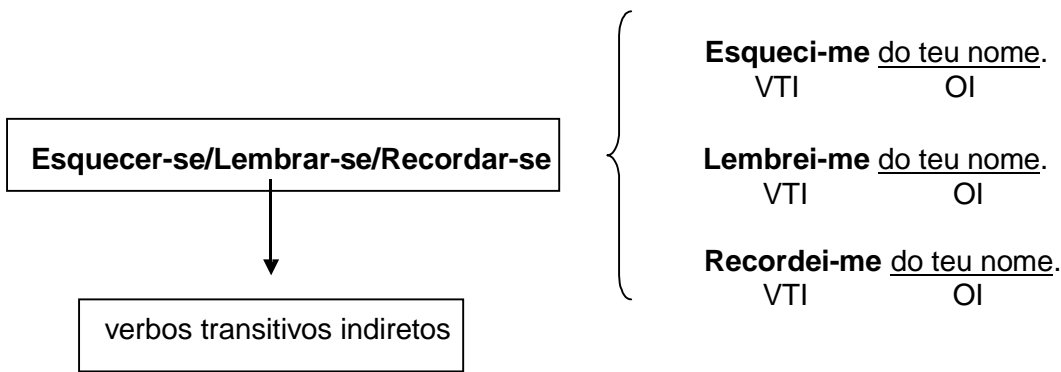 Esquecer-se/Lembrar-se/Recordar-se
verbos transitivos indiretos
Esqueci-me do teu nome.
VTI OI
Lembrei-me do teu nome.
VTI OI
Recordei-me do teu nome.
VTI OI